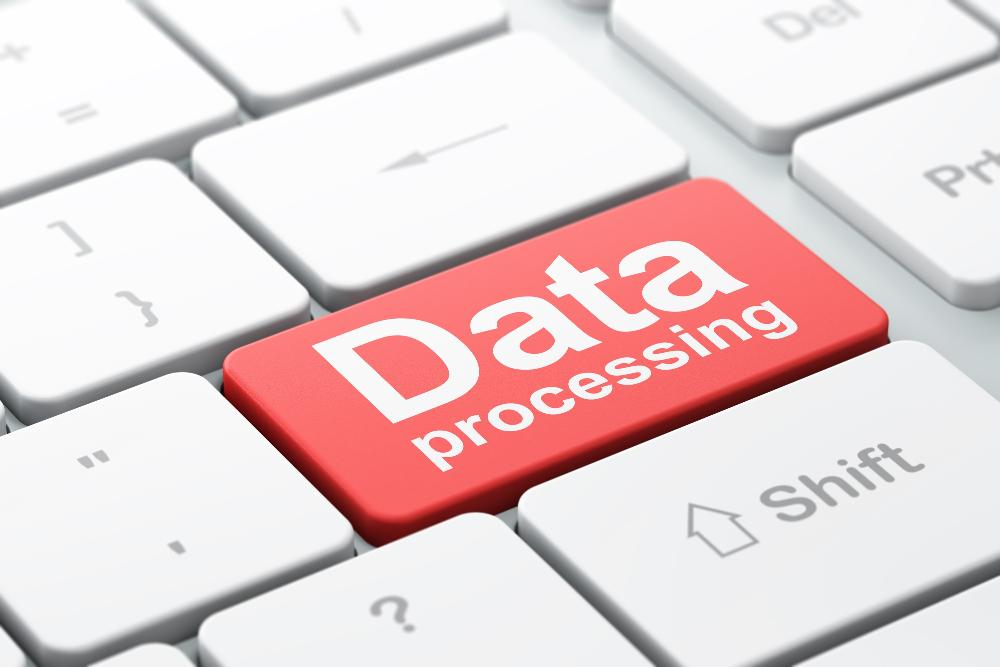 +
=
Del
Prt
]
}
Data
processing
"
'
Shift
?